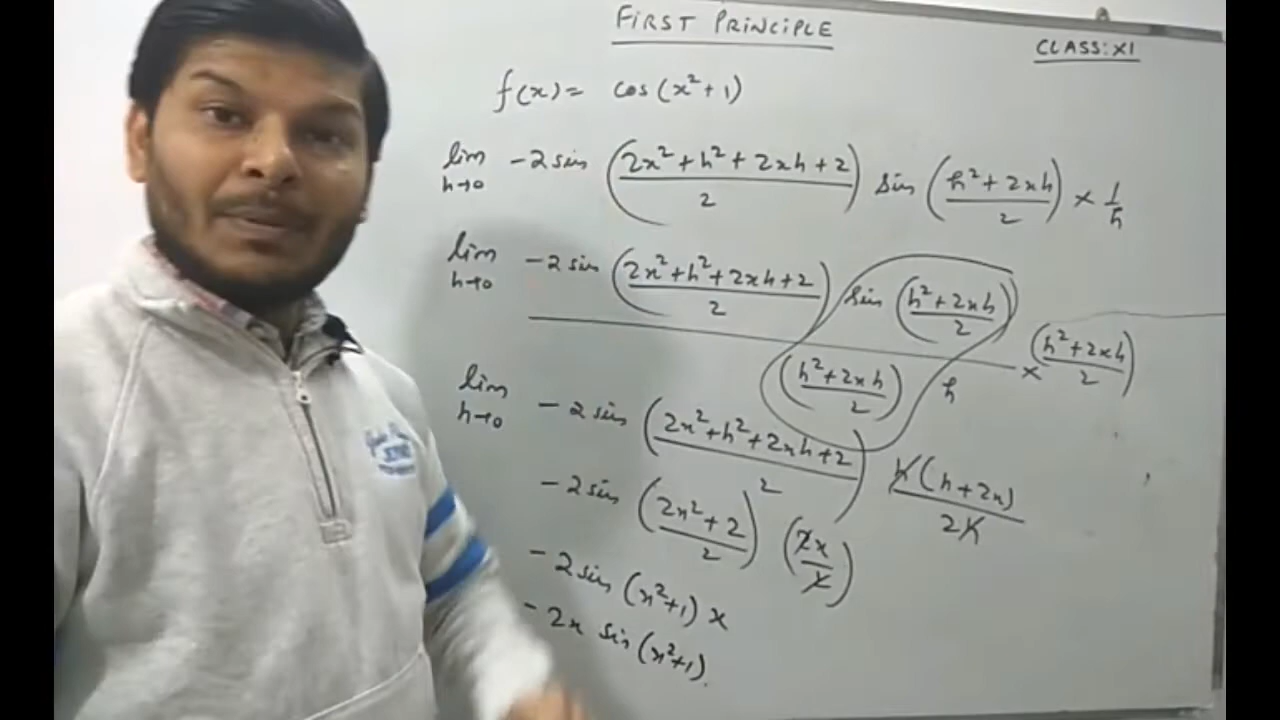 FIRST PRINCIPLE
CLASS: XI
f(x) = cos(x²+1)
lim h→0 -2 sin ((2x²+h²+2xh+2)/2) sin ((h²+2xh)/2) × 1/h
lim h→0 -2 sin ((2x²+h²+2xh+2)/2) sin ((h²+2xh)/2) × ((h²+2xh)/2)
((h²+2xh)/2) h
lim h→0 -2 sin ((2x²+h²+2xh+2)/2) h(h+2x)/2h
-2 sin ((2x²+2)/2) (2x/2)
-2 sin (x²+1) x
-2x sin (x²+1).